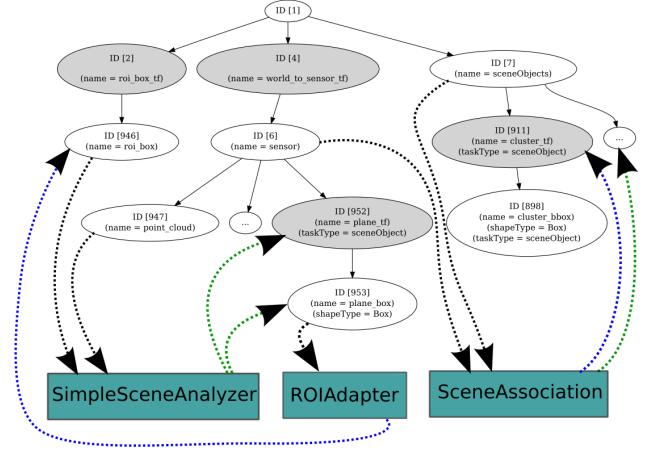 ID [1]
ID [2]
(name = roi_box_tf)
ID [4]
(name = world_to_sensor_tf)
ID [7]
(name = sceneObjects)
ID [946]
(name = roi_box)
ID [6]
(name = sensor)
ID [911]
(name = cluster_tf)
(taskType = sceneObject)
...
ID [947]
(name = point_cloud)
...
ID [952]
(name = plane_tf)
(taskType = sceneObject)
ID [898]
(name = cluster_bbox)
(shapeType = Box)
(taskType = sceneObject)
ID [953]
(name = plane_box)
(shapeType = Box)
SimpleSceneAnalyzer
ROIAdapter
SceneAssociation